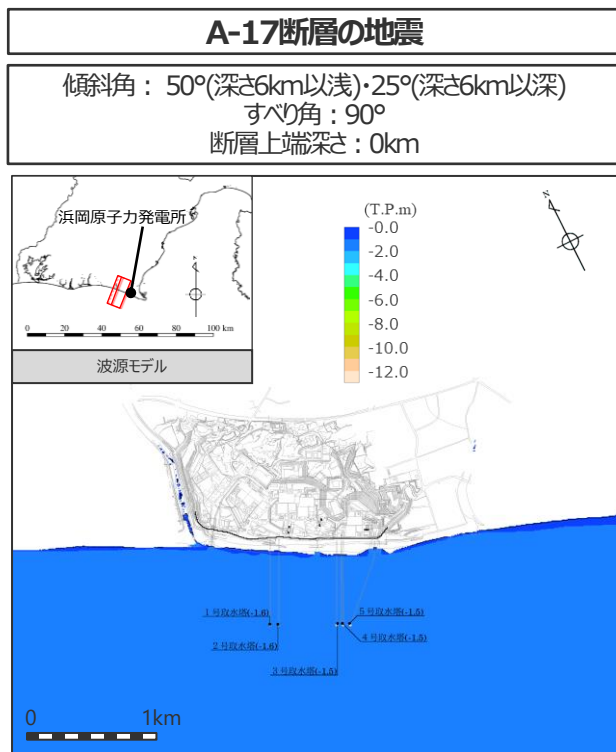 A-17断層の地震
傾斜角： 50°(深さ6km以浅)・25°(深さ6km以深)
すべり角：90°
断層上端深さ：0km
浜岡原子力発電所
N
0 20 40 60 80 100 km
波源モデル
(T.P.m)
-0.0
-2.0
-4.0
-6.0
-8.0
-10.0
-12.0
N
1号取水塔(-1.6)
2号取水塔(-1.6)
3号取水塔(-1.5)
5号取水塔(-1.5)
4号取水塔(-1.5)
0 1km